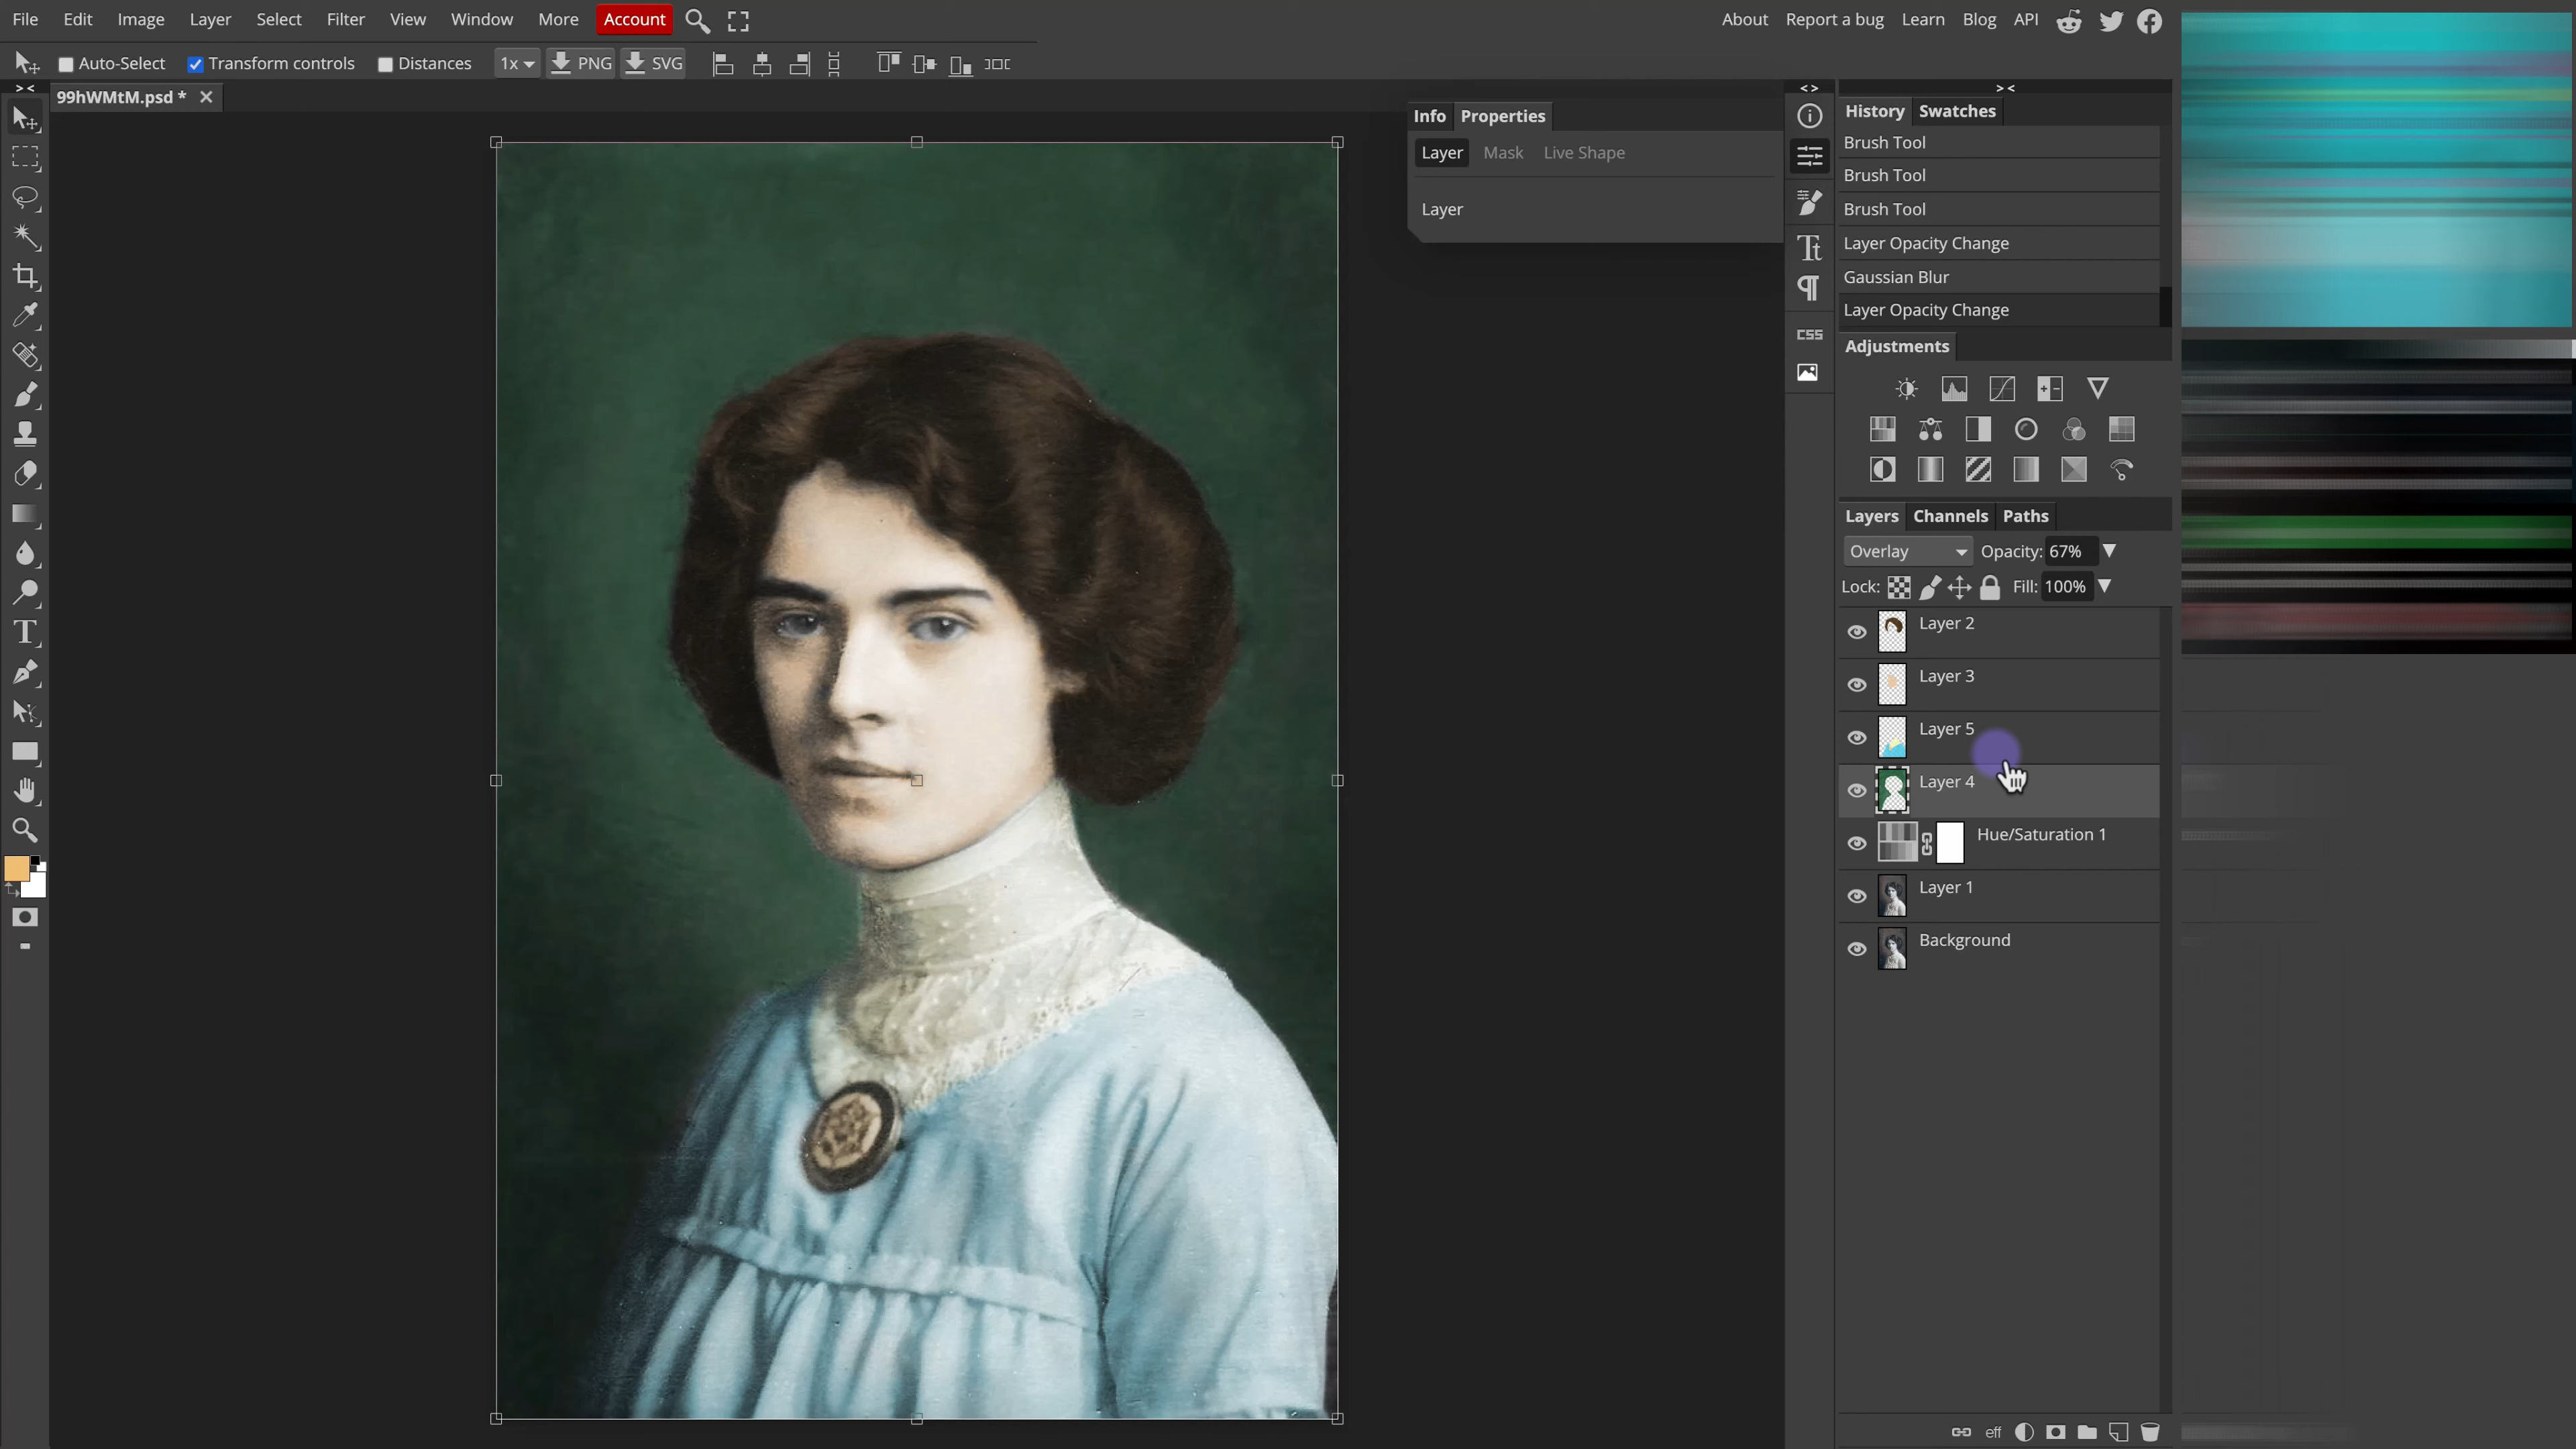 File Edit Image Layer Select Filter View Window More Account About Report a bug Learn Blog API
Auto-Select Transform controls Distances 1x PNG SVG
99hWMtM.psd *
Info Properties
Layer Mask Live Shape
Layer
CSS
History Swatches
Brush Tool
Brush Tool
Brush Tool
Layer Opacity Change
Gaussian Blur
Layer Opacity Change
Adjustments
Layers Channels Paths
Overlay Opacity: 67%
Lock: Fill: 100%
Layer 2
Layer 3
Layer 5
Layer 4
Hue/Saturation 1
Layer 1
Background
eff